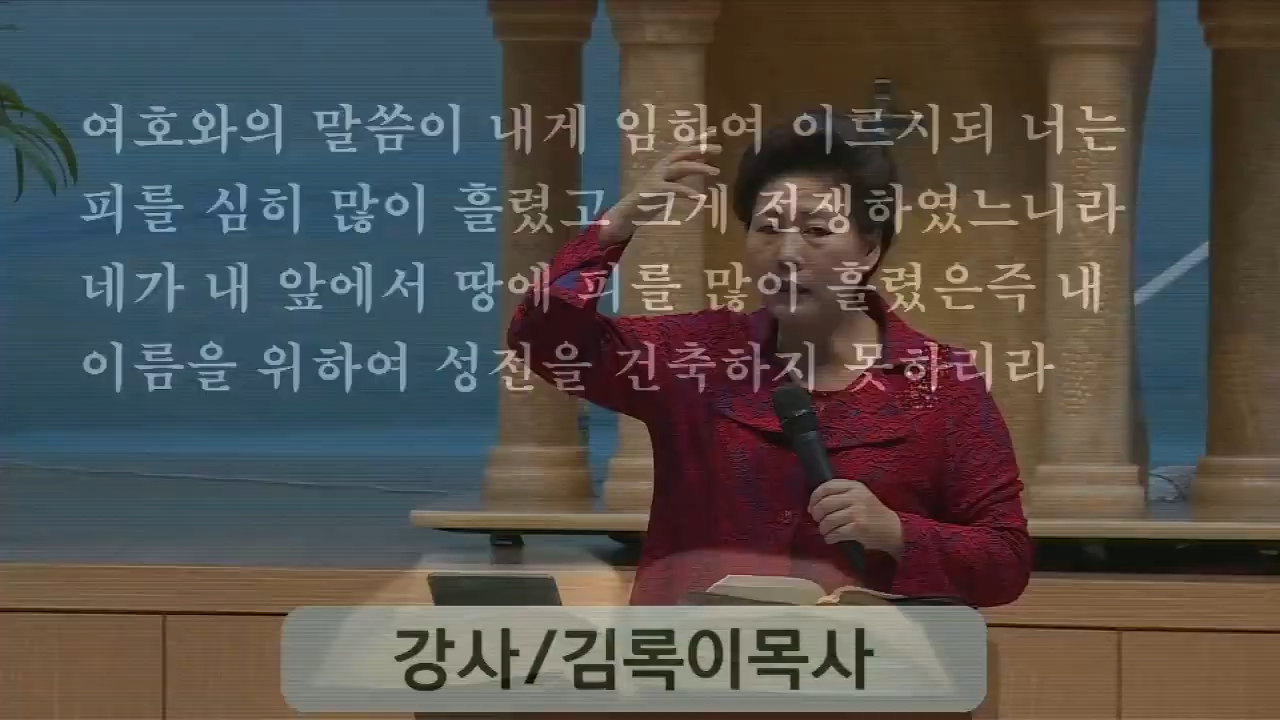 여호와의 말씀이 내게 임하여 이르시되 너는
피를 심히 많이 흘렸고 크게 전쟁하였느니라
네가 내 앞에서 땅에 피를 많이 흘렸은즉 내
이름을 위하여 성전을 건축하지 못하리라
강사/김록이목사